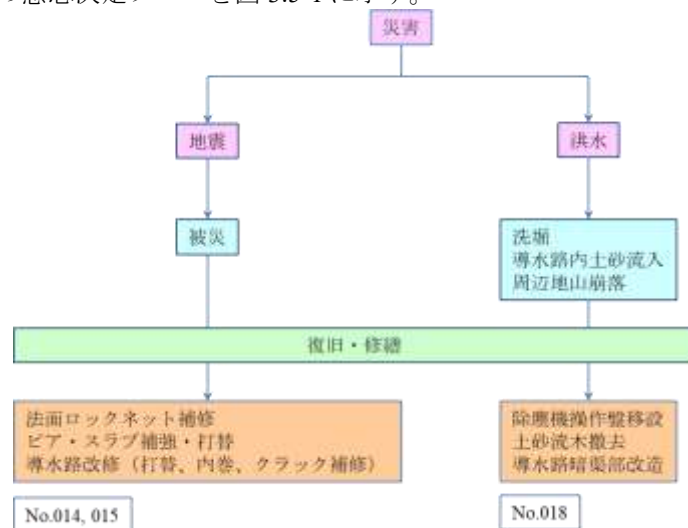 災害
地震
洪水
被災
洗堀
導水路内土砂流入
周辺地山崩落
復旧・修繕
法面ロックネット補修
ピア・スラブ補強・打替
導水路改修（打替、内巻、クラック補修）
除塵機操作盤移設
土砂流木撤去
導水路暗渠部改造
No.014, 015
No.018